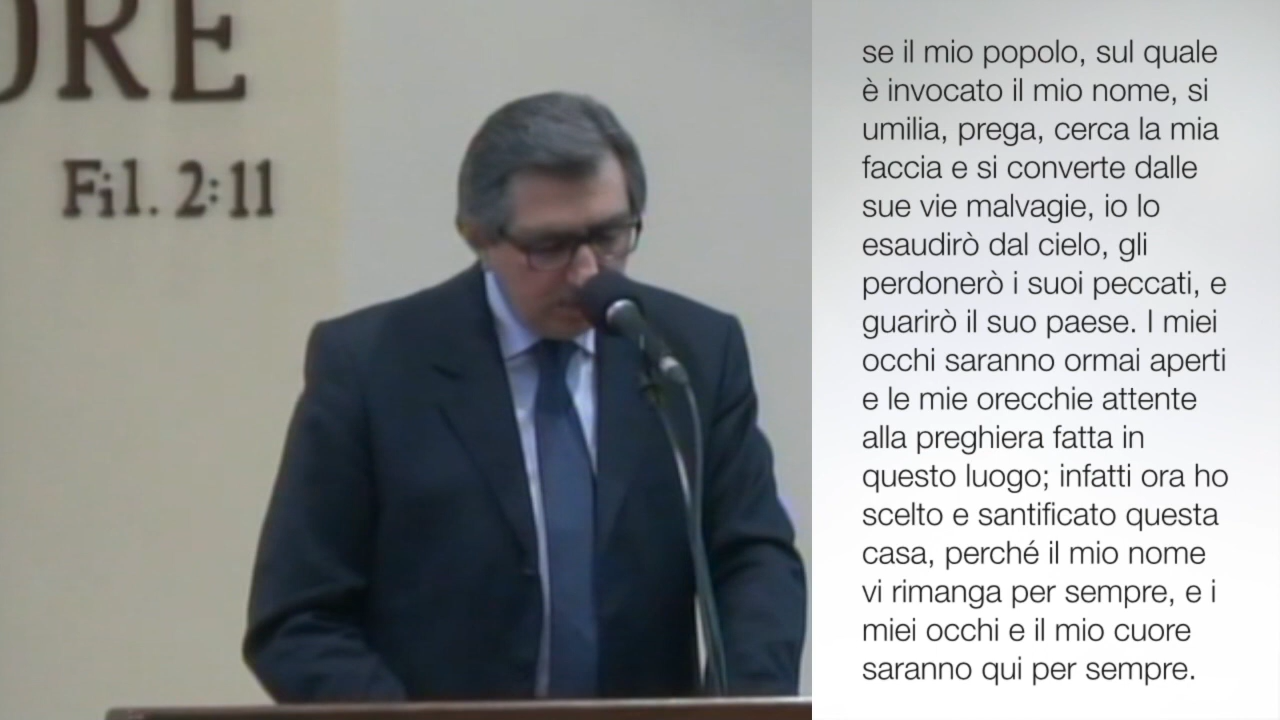 ORE
Fil. 2:11
se il mio popolo, sul quale
è invocato il mio nome, si
umilia, prega, cerca la mia
faccia e si converte dalle
sue vie malvagie, io lo
esaudirò dal cielo, gli
perdonerò i suoi peccati, e
guarirò il suo paese. I miei
occhi saranno ormai aperti
e le mie orecchie attente
alla preghiera fatta in
questo luogo; infatti ora ho
scelto e santificato questa
casa, perché il mio nome
vi rimanga per sempre, e i
miei occhi e il mio cuore
saranno qui per sempre.